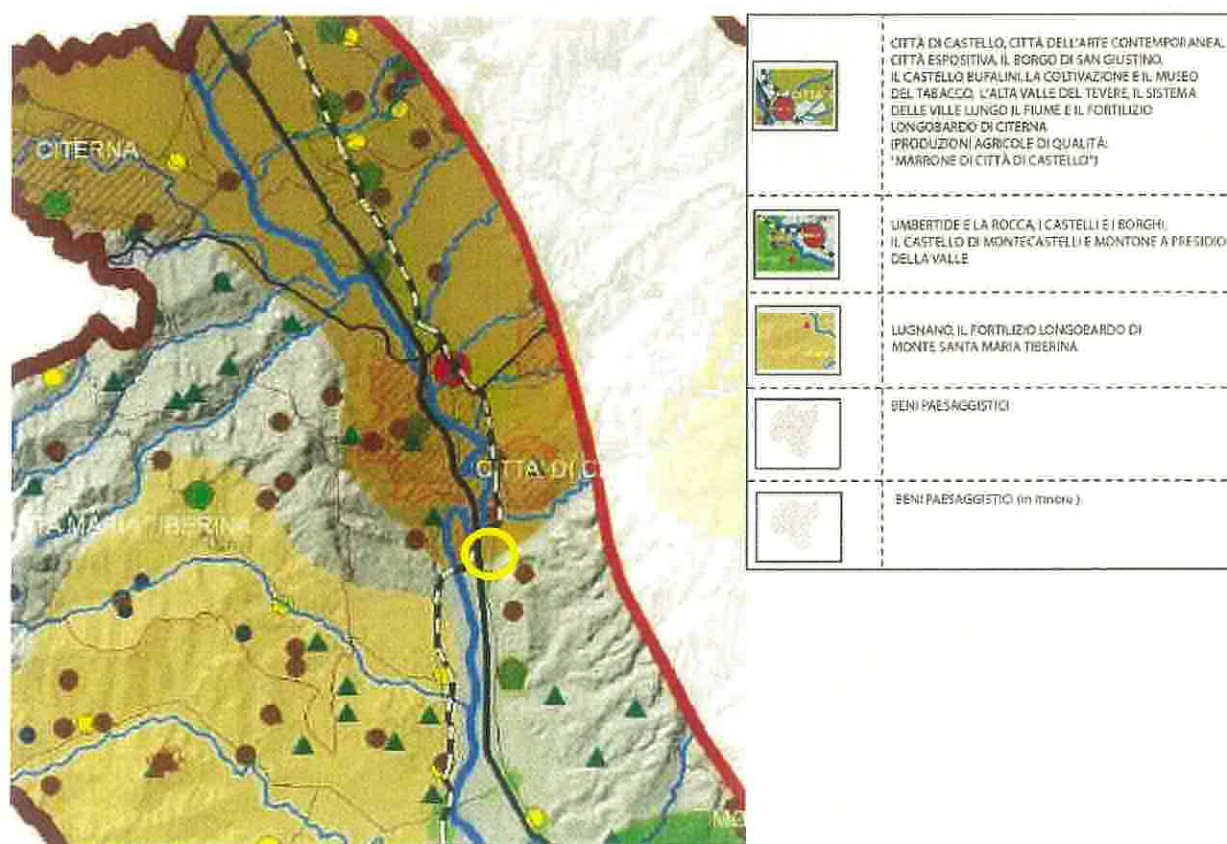 CITERNA
CITTÀ DI C
TA MARIA TIBERINA
MO
CITTÀ DI CASTELLO, CITTÀ DELL'ARTE CONTEMPORANEA,
CITTÀ ESPOSITIVA, IL BORGO DI SAN GIUSTINO,
IL CASTELLO BUFALINI, LA COLTIVAZIONE E IL MUSEO
DEL TABACCO, L'ALTA VALLE DEL TEVERE, IL SISTEMA
DELLE VILLE LUNGO IL FIUME E IL FORTILIZIO
LONGOBARDO DI CITERNA
(PRODUZIONI AGRICOLE DI QUALITÀ:
"MARRONE DI CITTÀ DI CASTELLO")
UMBERTIDE E LA ROCCA, I CASTELLI E I BORGHI,
IL CASTELLO DI MONTECASTELLI E MONTONE A PRESIDIO
DELLA VALLE
LUGNANO, IL FORTILIZIO LONGOBARDO DI
MONTE SANTA MARIA TIBERINA
BENI PAESAGGISTICI
BENI PAESAGGISTICI (in itinere)